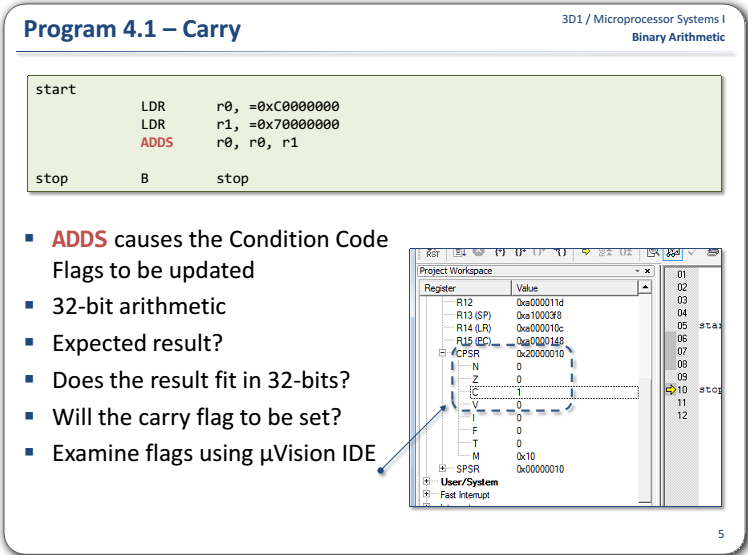 Program 4.1 – Carry
3D1 / Microprocessor Systems I
Binary Arithmetic
start
LDR r0, =0xC0000000
LDR r1, =0x70000000
ADDS r0, r0, r1
stop B stop
ADDS causes the Condition Code
Flags to be updated
32-bit arithmetic
Expected result?
Does the result fit in 32-bits?
Will the carry flag to be set?
Examine flags using µVision IDE
RST
Project Workspace
Register Value
R12 0xa000011d
R13 (SP) 0xa10003f8
R14 (LR) 0xa000010c
R15 (PC) 0xa0000148
CPSR 0x20000010
N 0
Z 0
C 1
V 0
I 0
F 0
T 0
M 0x10
SPSR 0x00000010
User/System
Fast Interrupt
01
02
03
04
05 star
06
07
08
09
10 stop
11
12
5